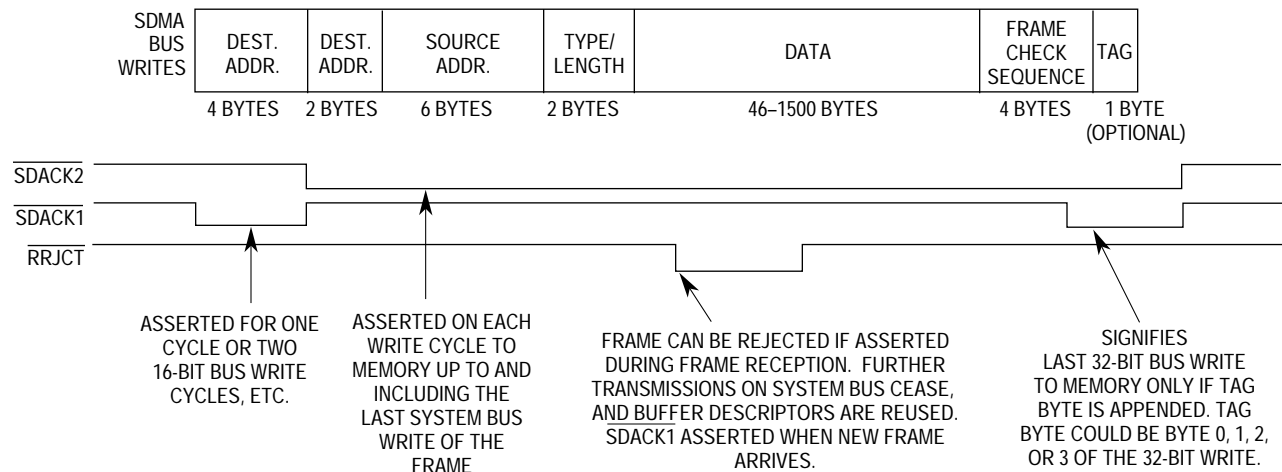 SDMA
BUS
WRITES
DEST.
ADDR.
DEST.
ADDR.
SOURCE
ADDR.
TYPE/
LENGTH
DATA
FRAME
CHECK
SEQUENCE
TAG
4 BYTES
2 BYTES
6 BYTES
2 BYTES
46–1500 BYTES
4 BYTES
1 BYTE
(OPTIONAL)
SDACK2
SDACK1
RRJCT
ASSERTED FOR ONE
CYCLE OR TWO
16-BIT BUS WRITE
CYCLES, ETC.
ASSERTED ON EACH
WRITE CYCLE TO
MEMORY UP TO AND
INCLUDING THE
LAST SYSTEM BUS
WRITE OF THE
FRAME
FRAME CAN BE REJECTED IF ASSERTED
DURING FRAME RECEPTION. FURTHER
TRANSMISSIONS ON SYSTEM BUS CEASE,
AND BUFFER DESCRIPTORS ARE REUSED.
SDACK1 ASSERTED WHEN NEW FRAME
ARRIVES.
SIGNIFIES
LAST 32-BIT BUS WRITE
TO MEMORY ONLY IF TAG
BYTE IS APPENDED. TAG
BYTE COULD BE BYTE 0, 1, 2,
OR 3 OF THE 32-BIT WRITE.